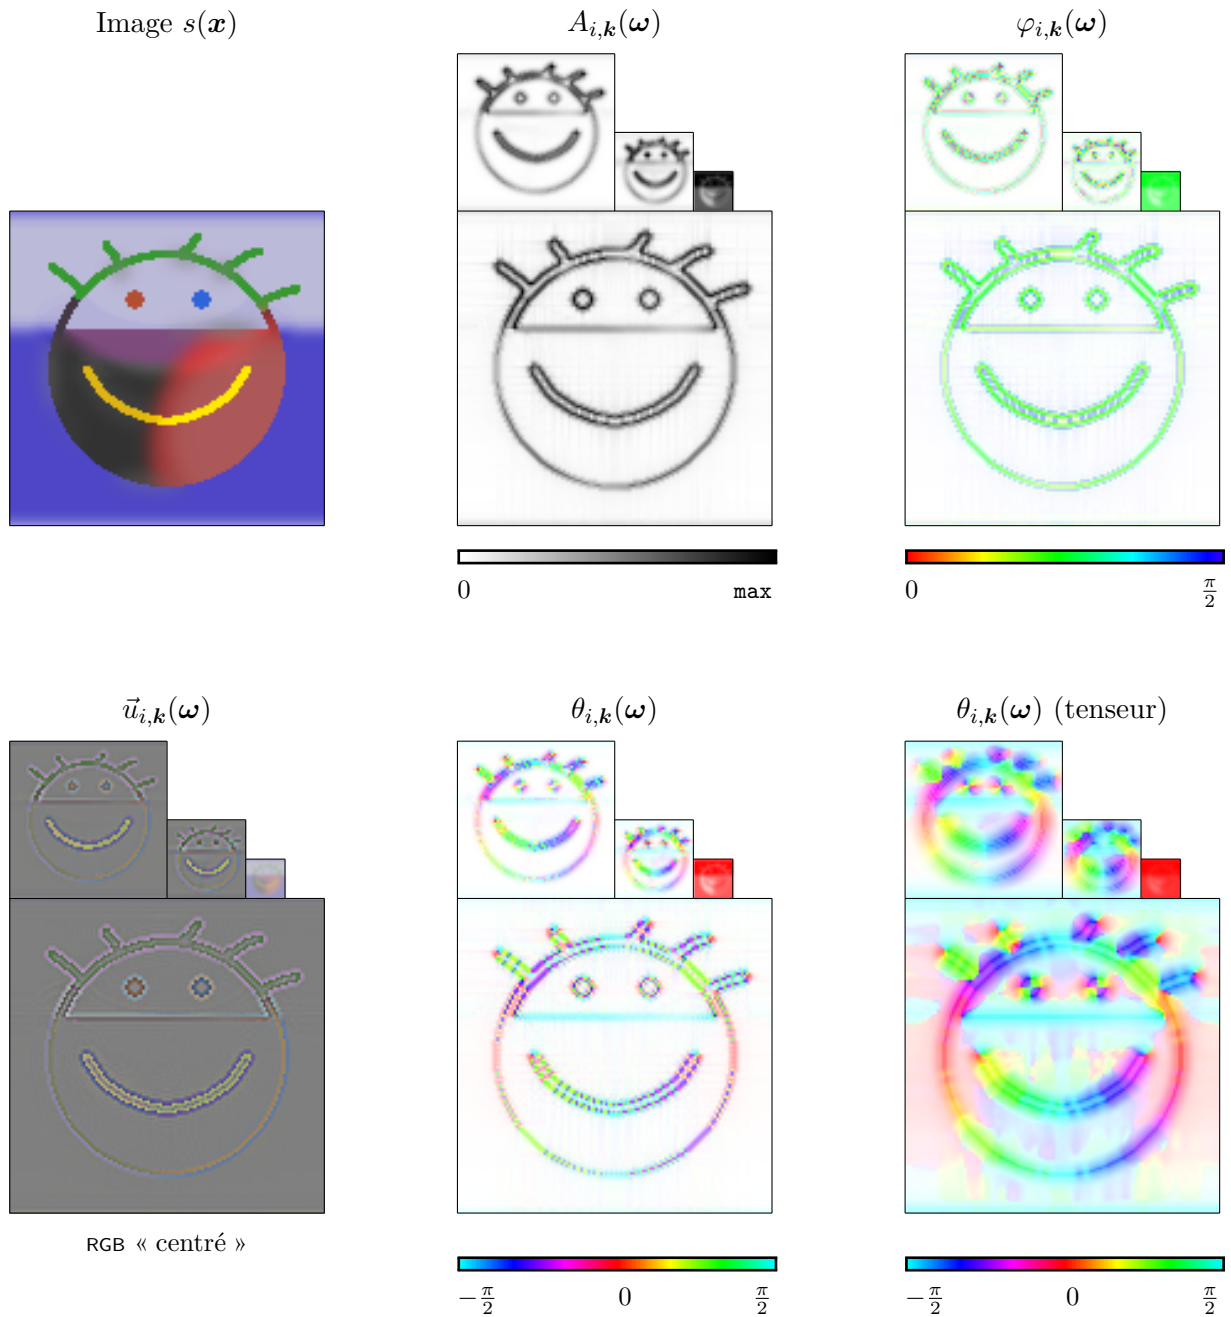 Image s(x) A_{i,k}(ω) φ_{i,k}(ω)
0 max 0 π/2
u⃗_{i,k}(ω) θ_{i,k}(ω) θ_{i,k}(ω) (tenseur)
RGB « centré »
−π/2 0 π/2 −π/2 0 π/2